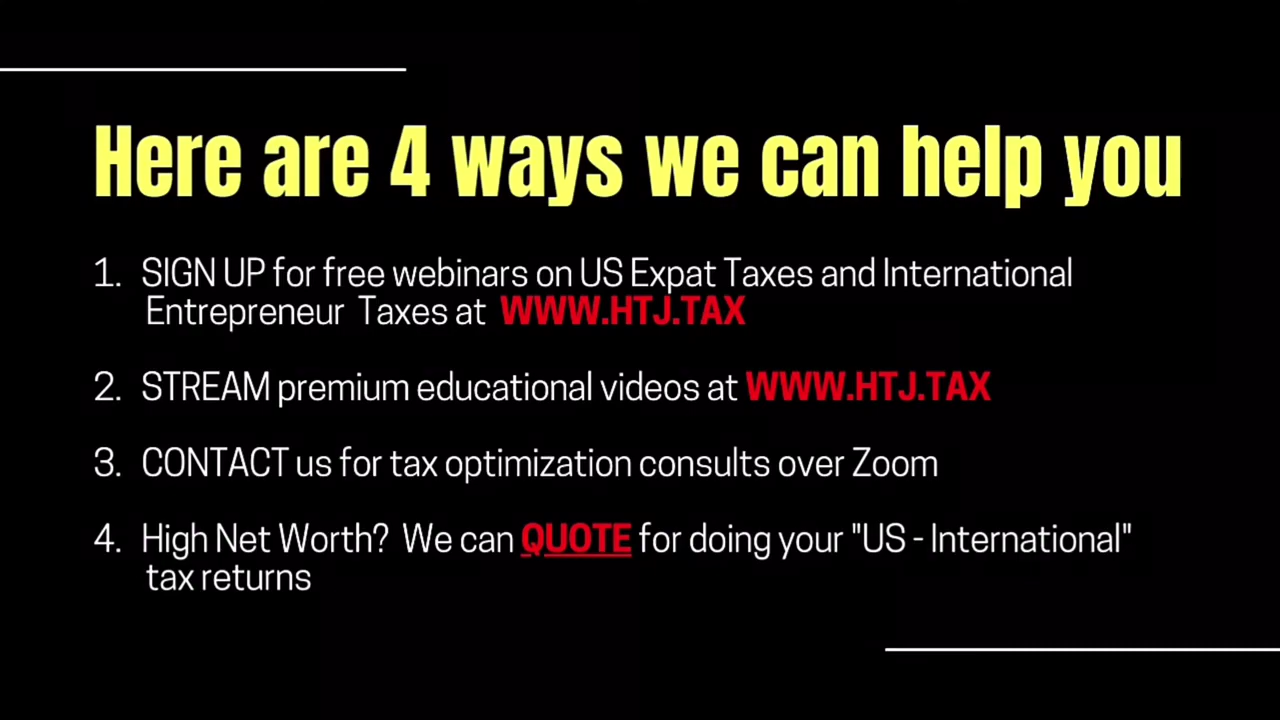 Here are 4 ways we can help you
1. SIGN UP for free webinars on US Expat Taxes and International
Entrepreneur Taxes at WWW.HTJ.TAX
2. STREAM premium educational videos at WWW.HTJ.TAX
3. CONTACT us for tax optimization consults over Zoom
4. High Net Worth? We can QUOTE for doing your "US - International"
tax returns